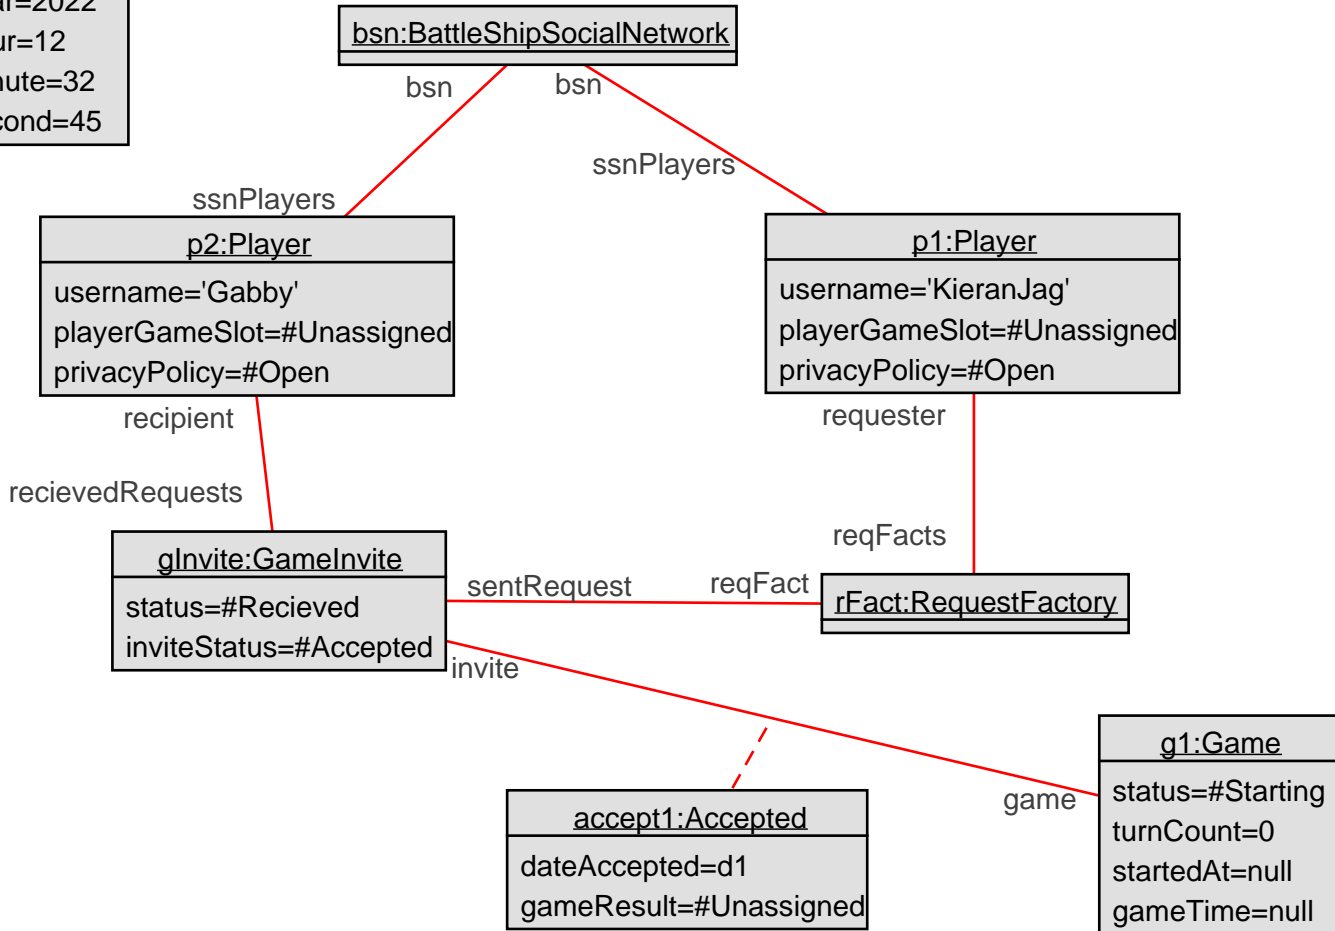 bsn:BattleShipSocialNetwork
bsn
bsn
ssnPlayers
ssnPlayers
p2:Player
username='Gabby'
playerGameSlot=#Unassigned
privacyPolicy=#Open
p1:Player
username='KieranJag'
playerGameSlot=#Unassigned
privacyPolicy=#Open
recipient
requester
recievedRequests
reqFacts
gInvite:GameInvite
status=#Recieved
inviteStatus=#Accepted
sentRequest
reqFact
rFact:RequestFactory
invite
game
accept1:Accepted
dateAccepted=d1
gameResult=#Unassigned
g1:Game
status=#Starting
turnCount=0
startedAt=null
gameTime=null